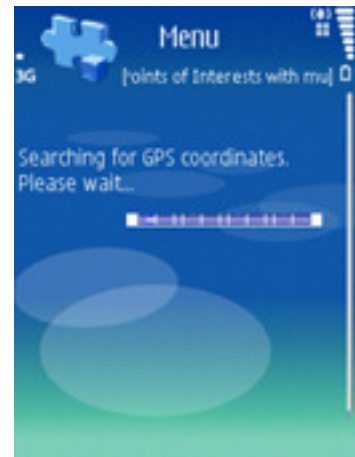 Menu
3G
Points of Interests with mu
Searching for GPS coordinates.
Please wait...